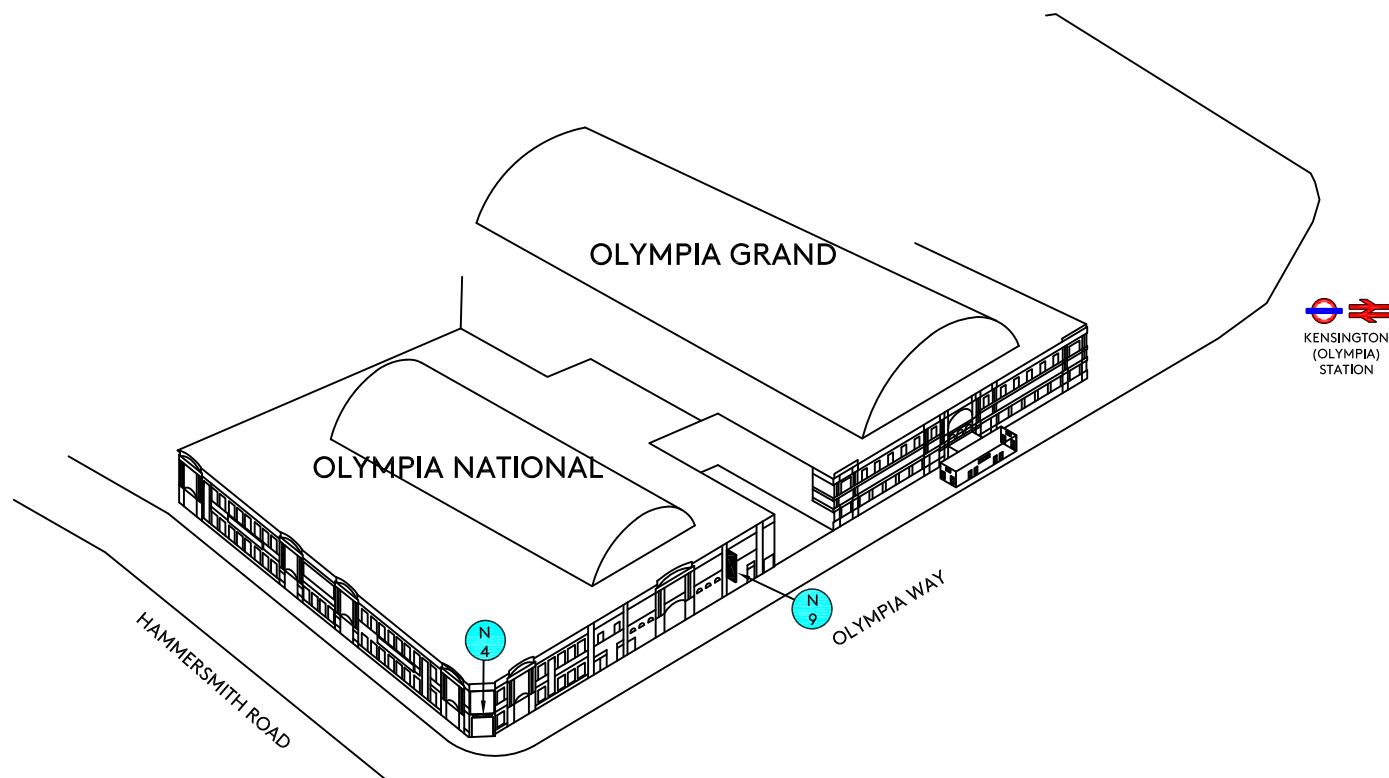 OLYMPIA GRAND
KENSINGTON
(OLYMPIA)
STATION
OLYMPIA NATIONAL
N
9
OLYMPIA WAY
N
4
HAMMERSMITH ROAD